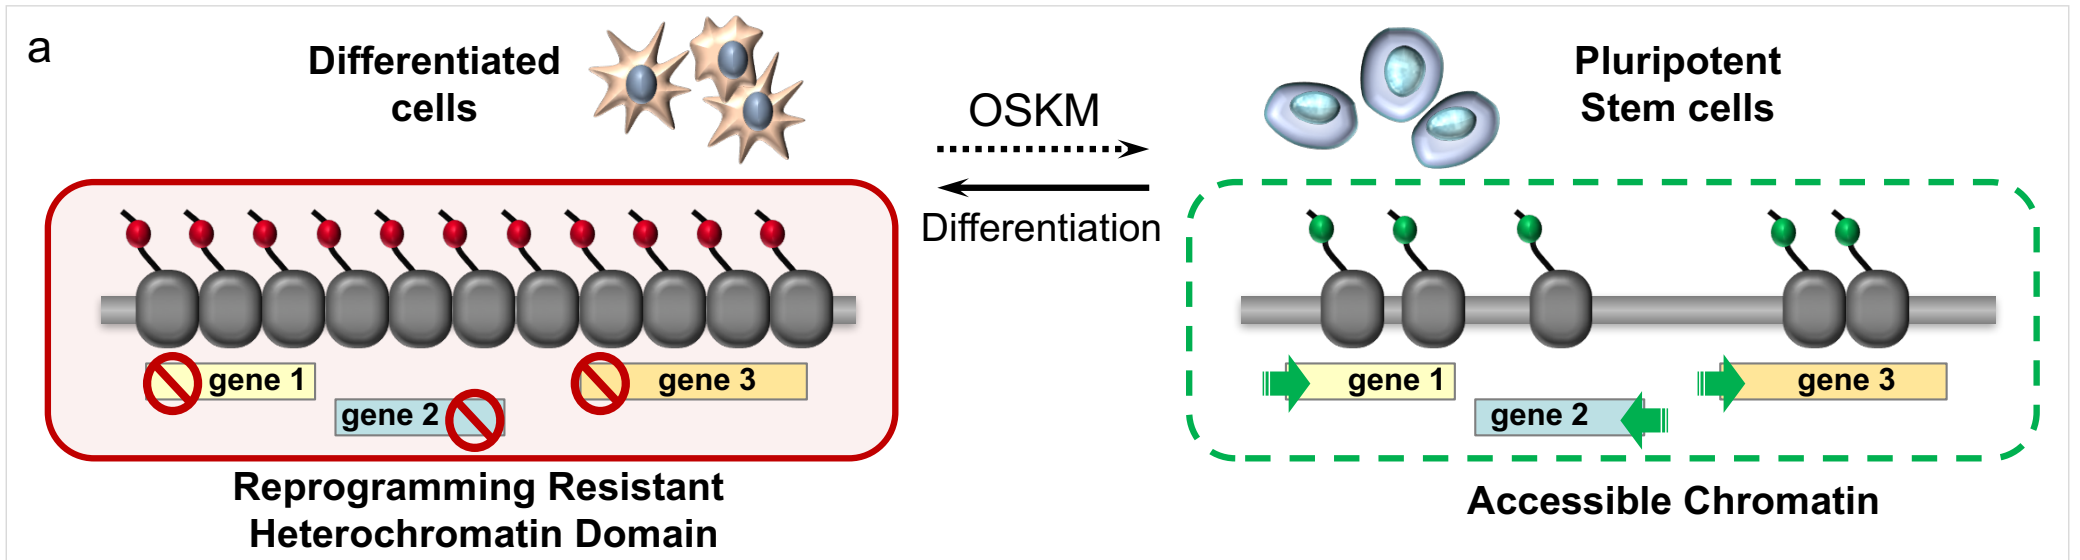 a
Differentiated
cells
OSKM
Differentiation
Pluripotent
Stem cells
gene 1
gene 2
gene 3
Reprogramming Resistant
Heterochromatin Domain
gene 1
gene 2
gene 3
Accessible Chromatin